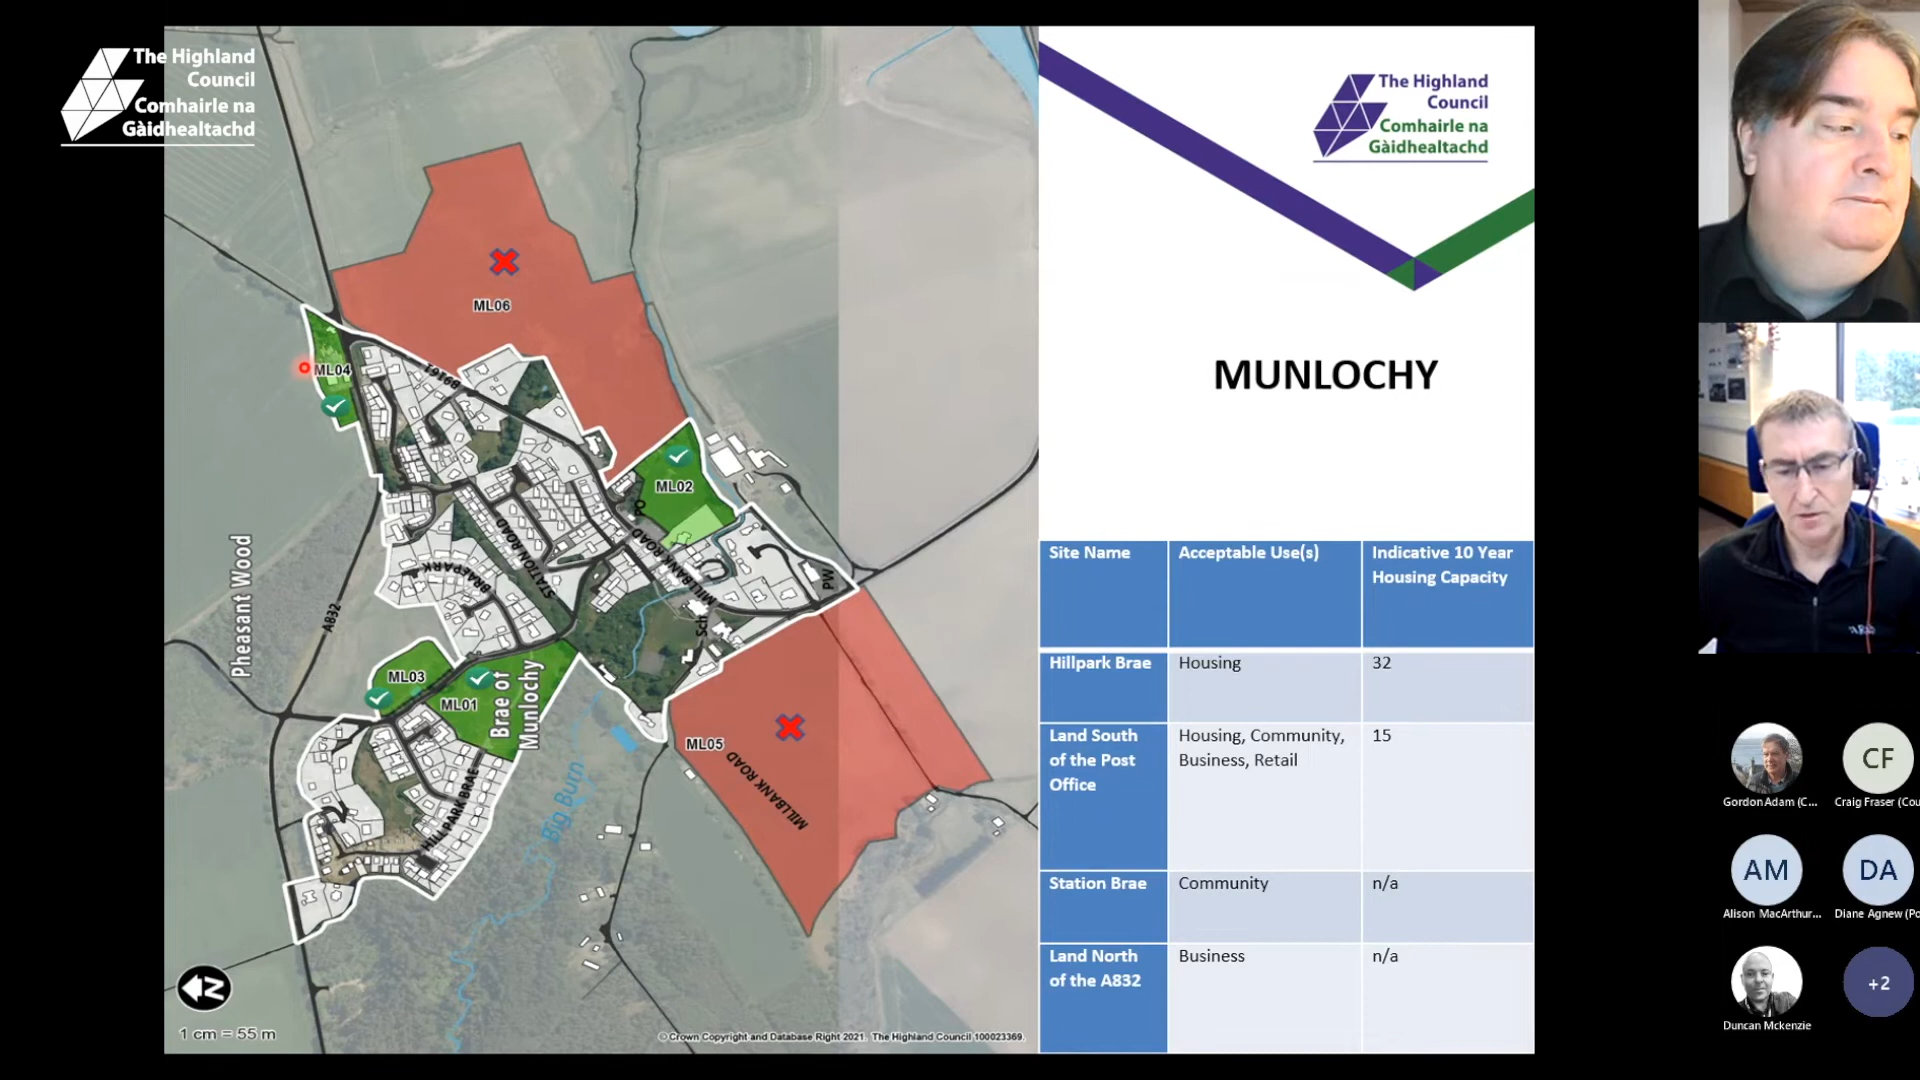 The Highland
Council
Comhairle na
Gàidhealtachd
ML06
ML04
B9161
ML02
PO
STATION ROAD
MILLBANK ROAD
BRAEPARK
PW
Sch
Pheasant Wood
A832
ML03
ML01
Brae of
Munlochy
ML05
MILLBANK ROAD
HILLPARK BRAE
Big Burn
N
1 cm = 55 m
© Crown Copyright and Database Right 2021. The Highland Council 100023369.
The Highland
Council
Comhairle na
Gàidhealtachd
MUNLOCHY
Site Name
Acceptable Use(s)
Indicative 10 Year
Housing Capacity
Hillpark Brae
Housing
32
Land South
of the Post
Office
Housing, Community,
Business, Retail
15
Station Brae
Community
n/a
Land North
of the A832
Business
n/a
CF
Gordon Adam (C...
Craig Fraser (Cou
AM
DA
Alison MacArthur...
Diane Agnew (Po
+2
Duncan Mckenzie